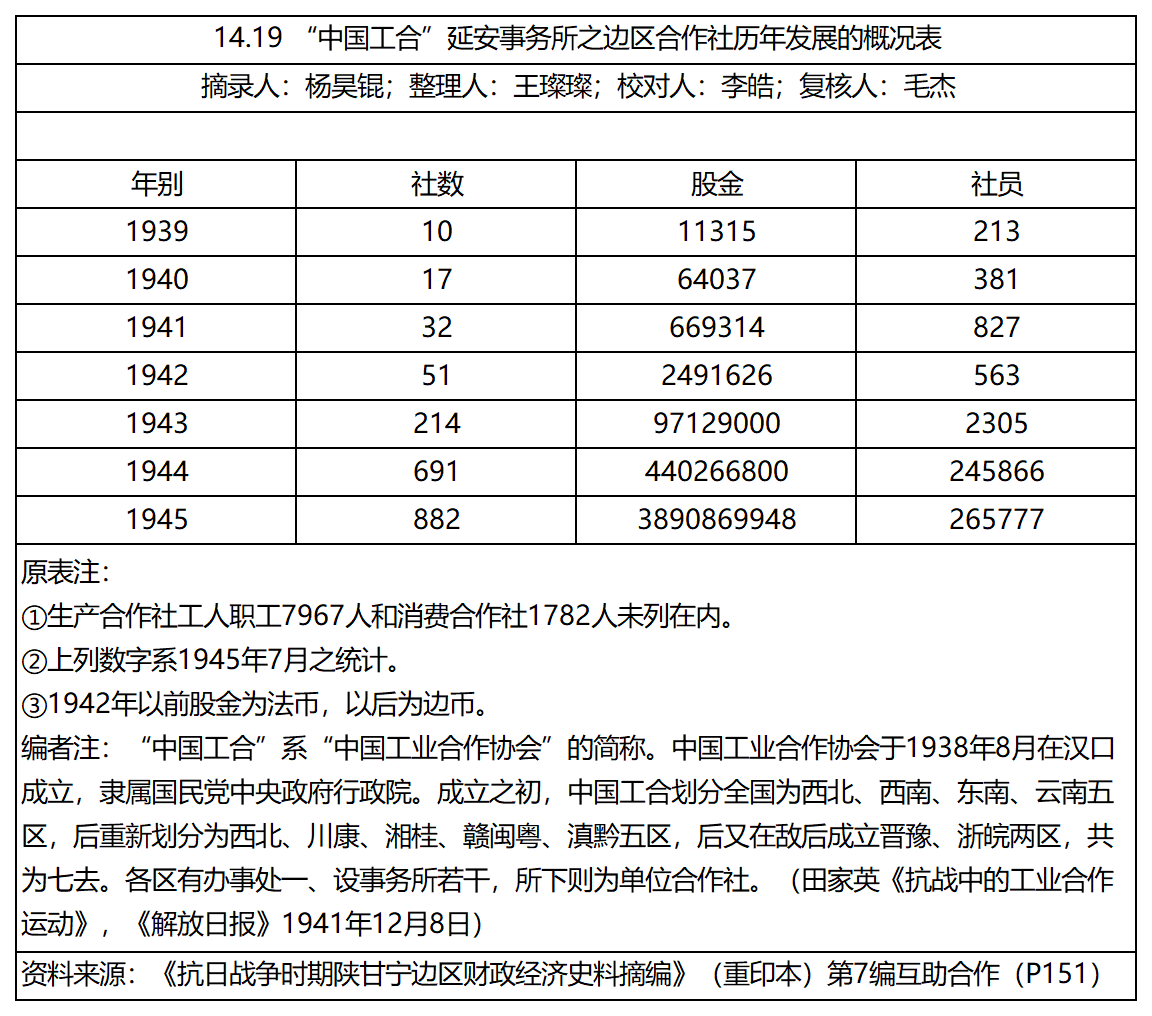 14.19 “中国工合”延安事务所之边区合作社历年发展的概况表
摘录人：杨昊锟；整理人：王璨璨；校对人：李皓；复核人：毛杰
年别 社数 股金 社员
1939 10 11315 213
1940 17 64037 381
1941 32 669314 827
1942 51 2491626 563
1943 214 97129000 2305
1944 691 440266800 245866
1945 882 3890869948 265777
原表注：
①生产合作社工人职工7967人和消费合作社1782人未列在内。
②上列数字系1945年7月之统计。
③1942年以前股金为法币，以后为边币。
编者注：“中国工合”系“中国工业合作协会”的简称。中国工业合作协会于1938年8月在汉口
成立，隶属国民党中央政府行政院。成立之初，中国工合划分全国为西北、西南、东南、云南五
区，后重新划分为西北、川康、湘桂、赣闽粤、滇黔五区，后又在敌后成立晋豫、浙皖两区，共
为七去。各区有办事处一、设事务所若干，所下则为单位合作社。（田家英《抗战中的工业合作
运动》，《解放日报》1941年12月8日）
资料来源：《抗日战争时期陕甘宁边区财政经济史料摘编》（重印本）第7编互助合作（P151）